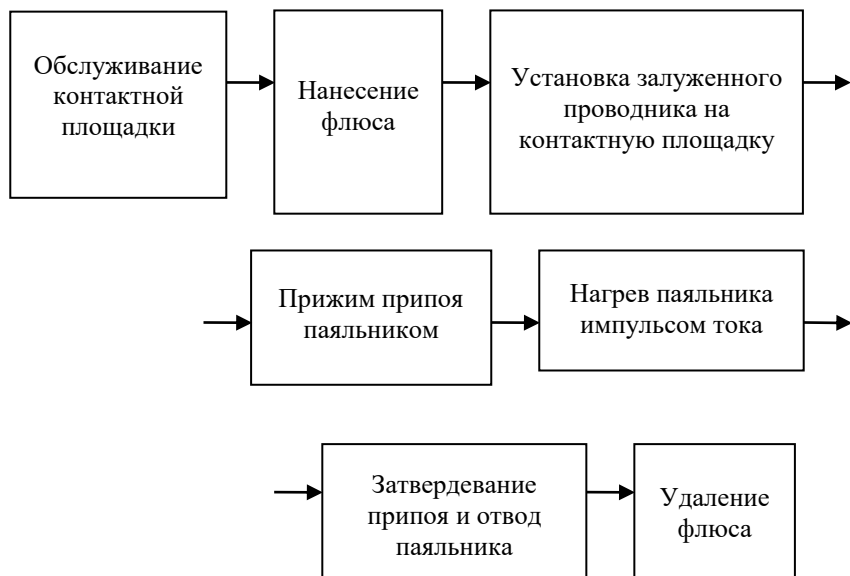 Обслуживание
контактной
площадки
Нанесение
флюса
Установка залуженного
проводника на
контактную площадку
Прижим припоя
паяльником
Нагрев паяльника
импульсом тока
Затвердевание
припоя и отвод
паяльника
Удаление
флюса